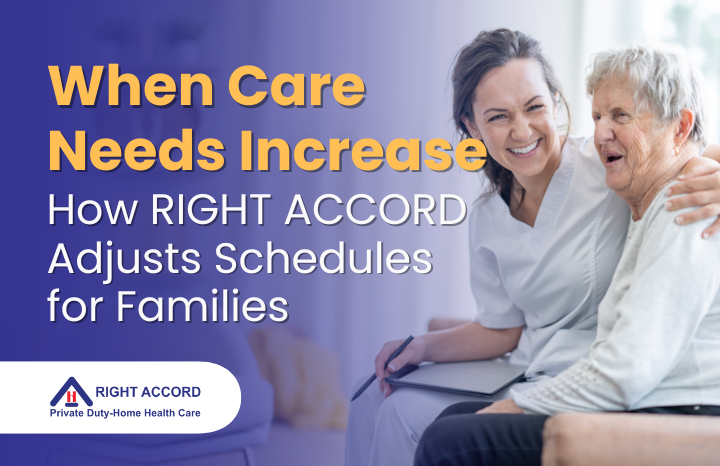 When Care
Needs Increase
How RIGHT ACCORD
Adjusts Schedules
for Families
RIGHT ACCORD
Private Duty-Home Health Care